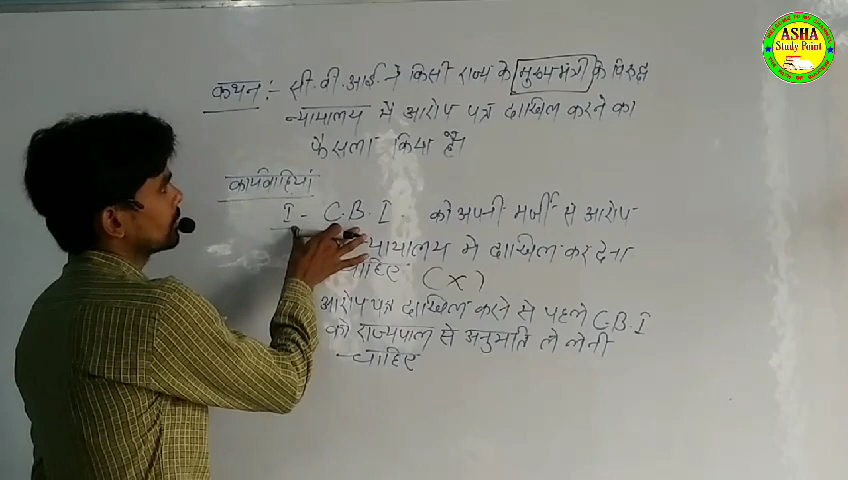 कथन :- सी. वी. आई. ने किसी राज्य के मुख्यमंत्री के विरुद्ध
न्यायालय में आरोप पत्र दाखिल करने का
फैसला किया है।
कार्यवाहियां
I - C.B.I. को अपनी मर्जी से आरोप
न्यायालय मे दाखिल कर देना
चाहिए (X)
आरोप पत्र दाखिल करने से पहले C.B.I
को राज्यपाल से अनुमति ले लेनी
चाहिए
ASHA
Study Point